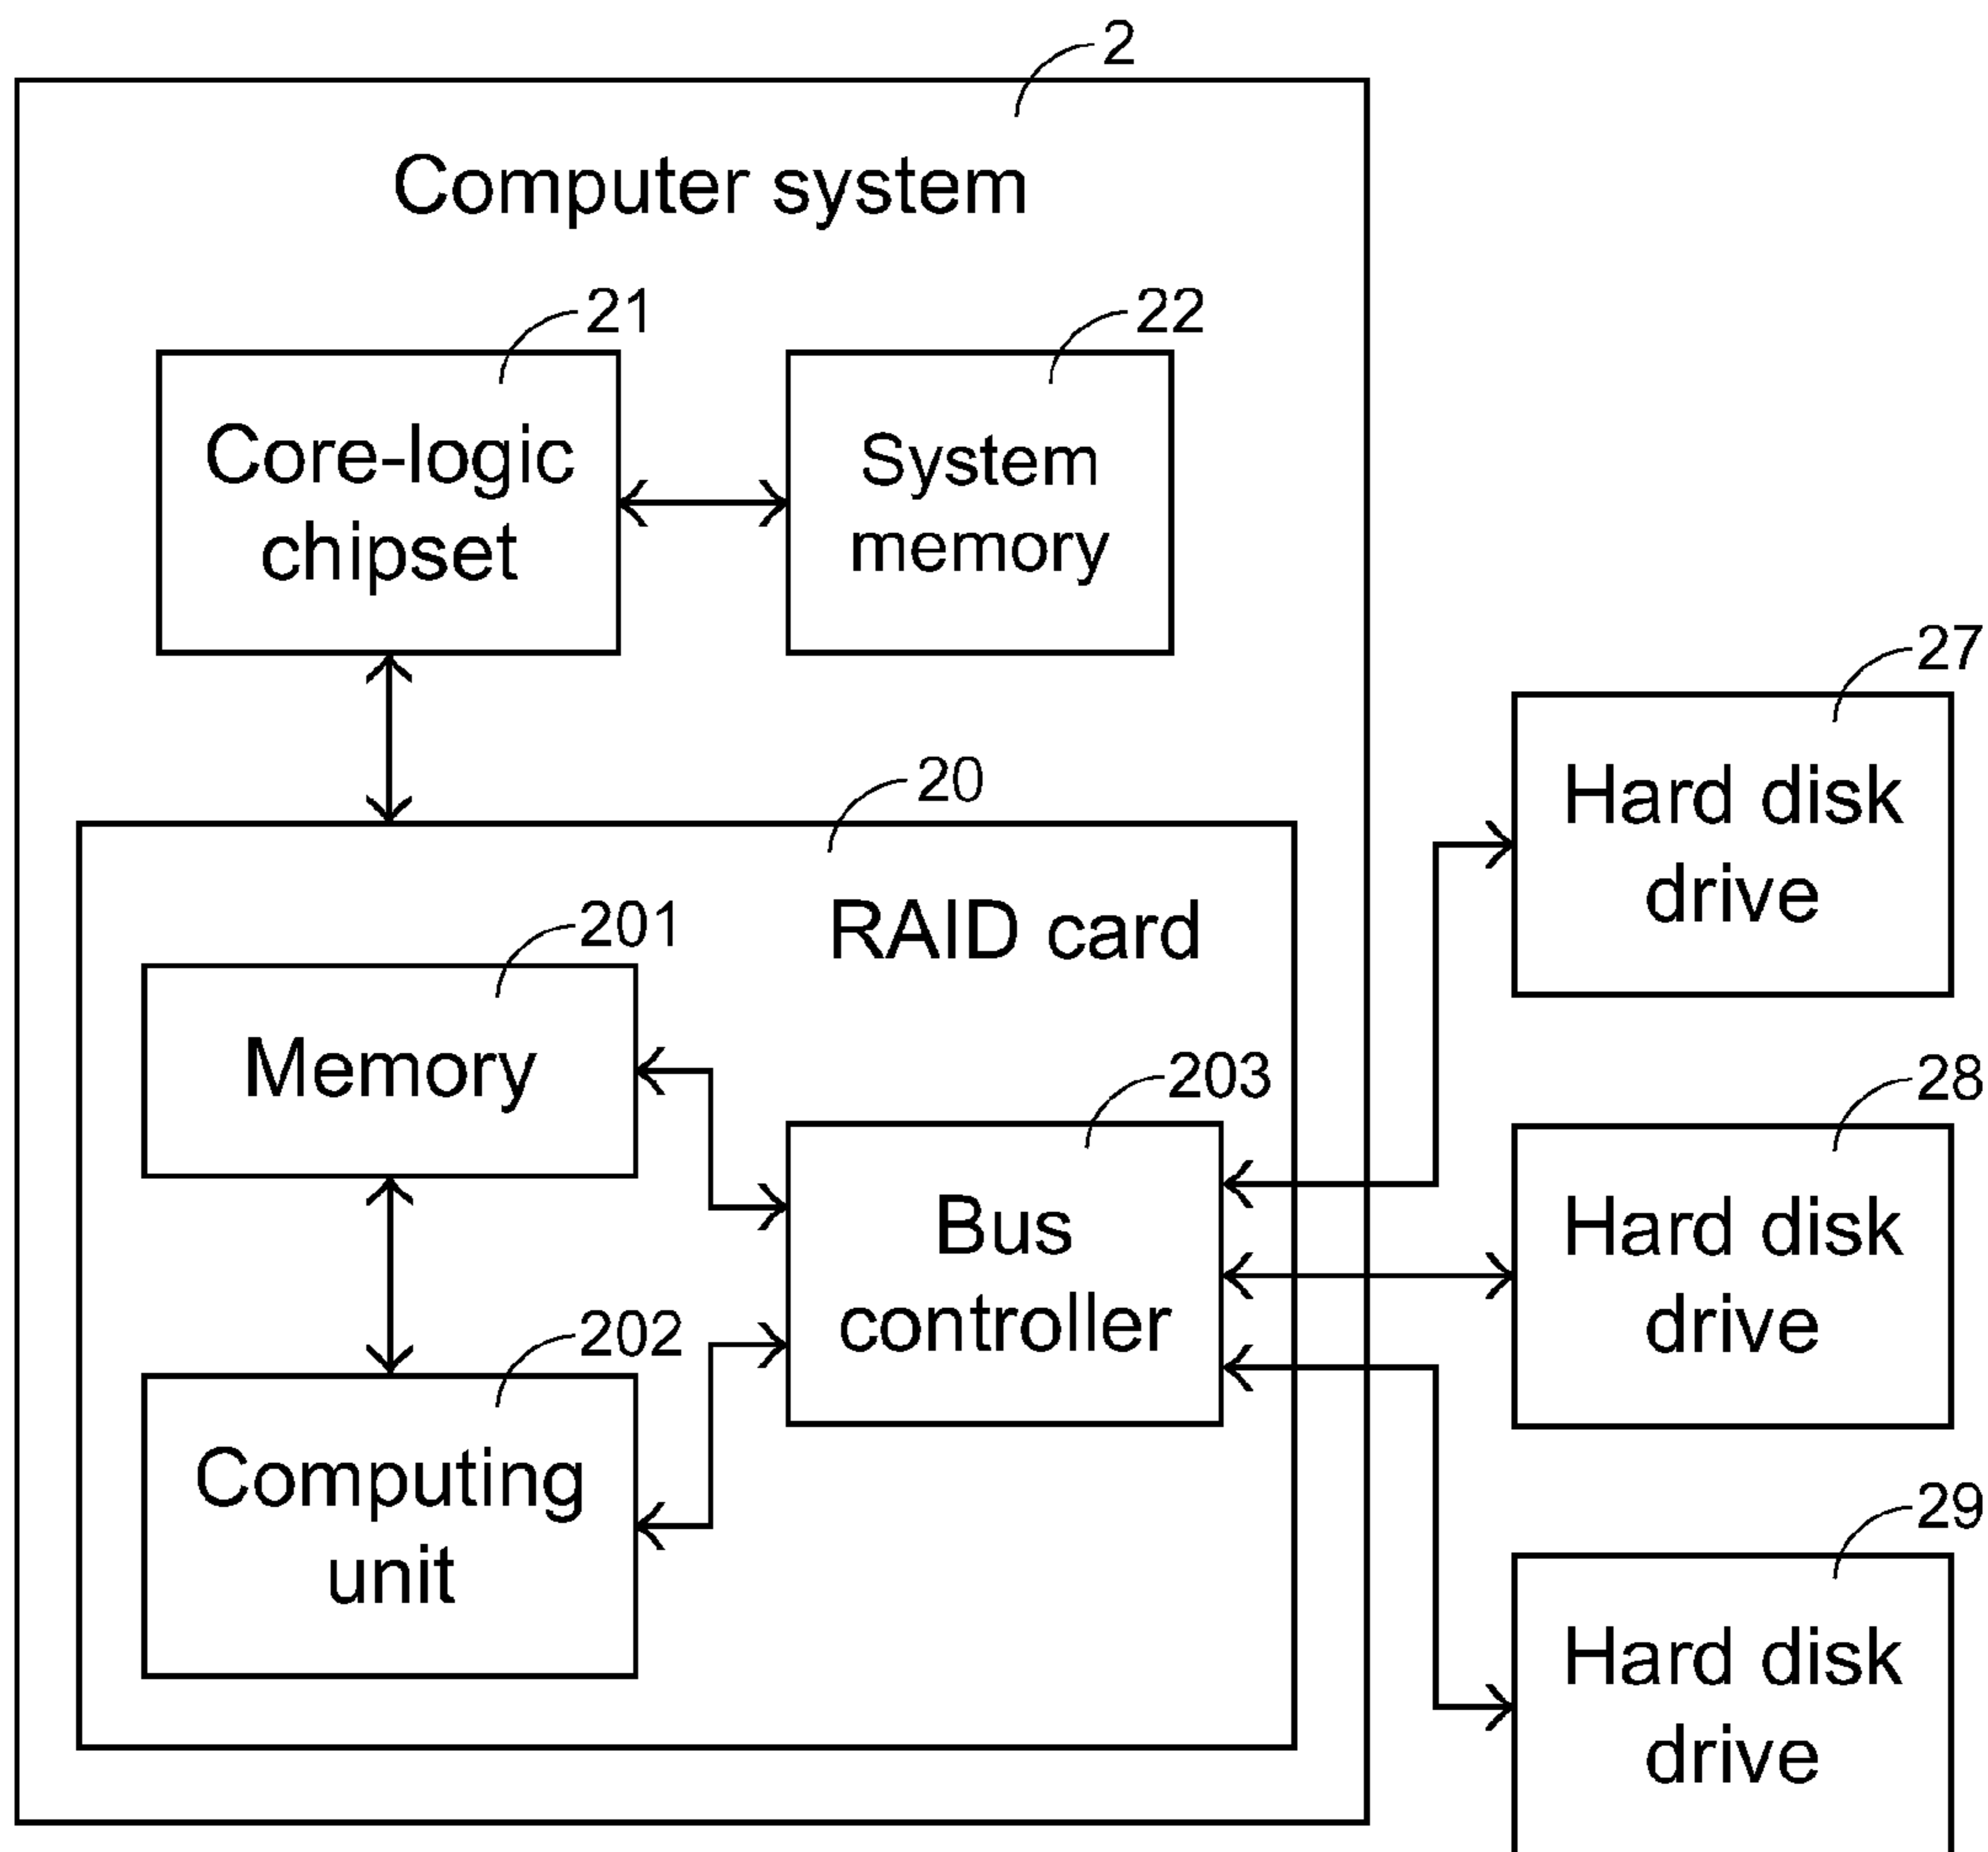 2
Computer system
21
22
Core-logic
chipset
System
memory
27
Hard disk
drive
20
RAID card
201
Memory
203
Bus
controller
28
Hard disk
drive
202
Computing
unit
29
Hard disk
drive